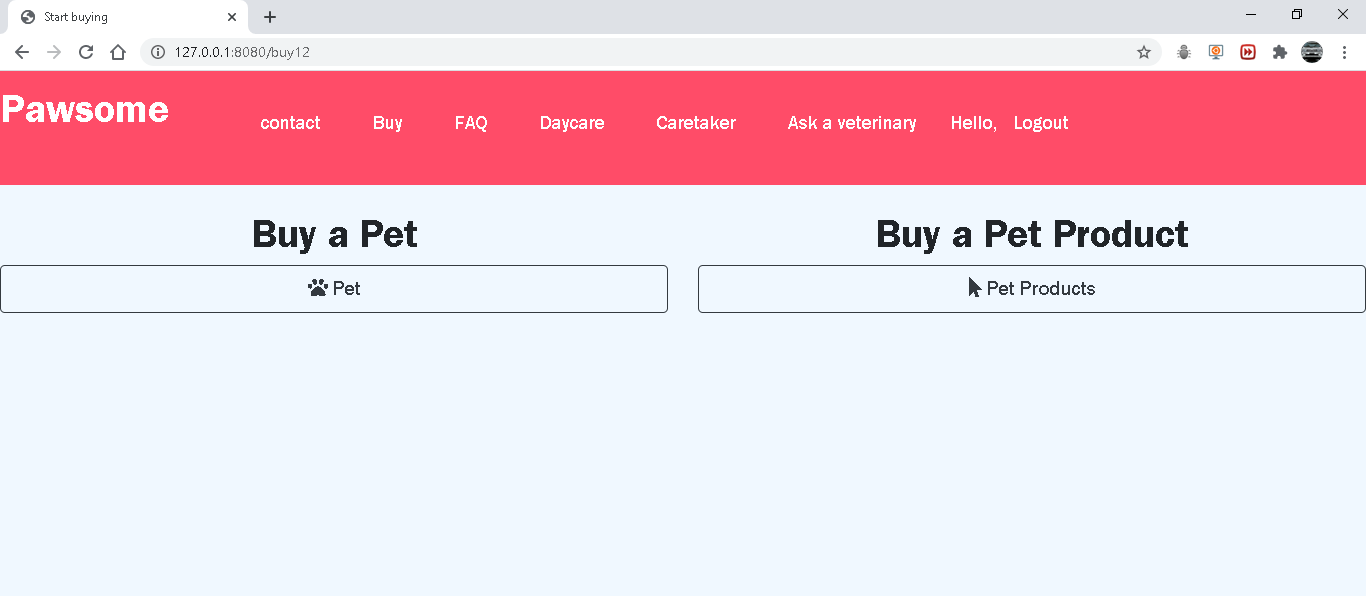 Start buying
127.0.0.1:8080/buy12
Pawsome
contact Buy FAQ Daycare Caretaker Ask a veterinary Hello, Logout
Buy a Pet Buy a Pet Product
Pet Pet Products